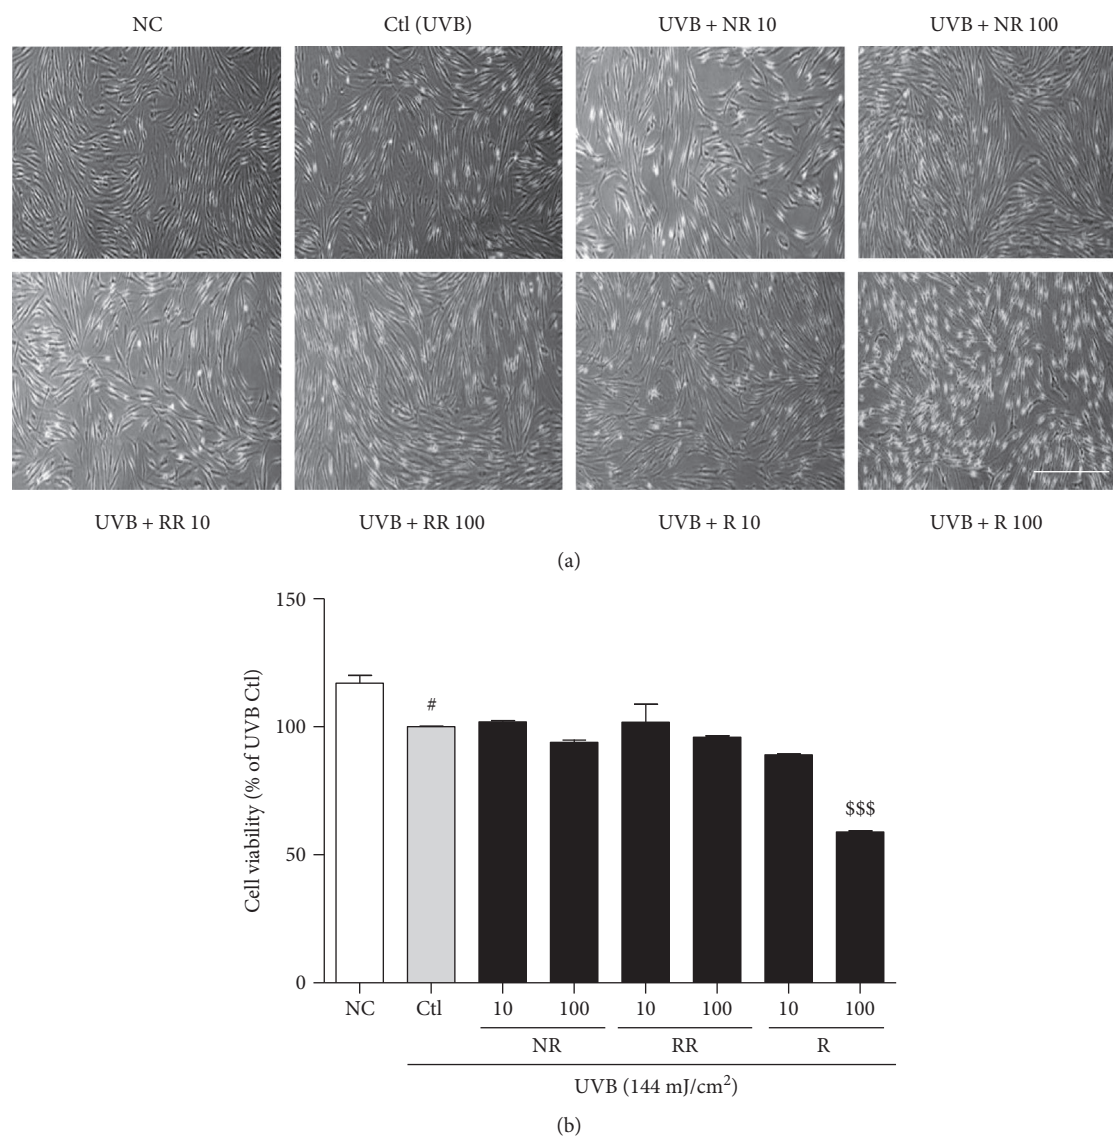 NC Ctl (UVB) UVB + NR 10 UVB + NR 100
UVB + RR 10 UVB + RR 100 UVB + R 10 UVB + R 100
(a)
150
100
50
0
Cell viability (% of UVB Ctl)
#
$$$
NC Ctl 10 100 10 100 10 100
NR RR R
UVB (144 mJ/cm²)
(b)